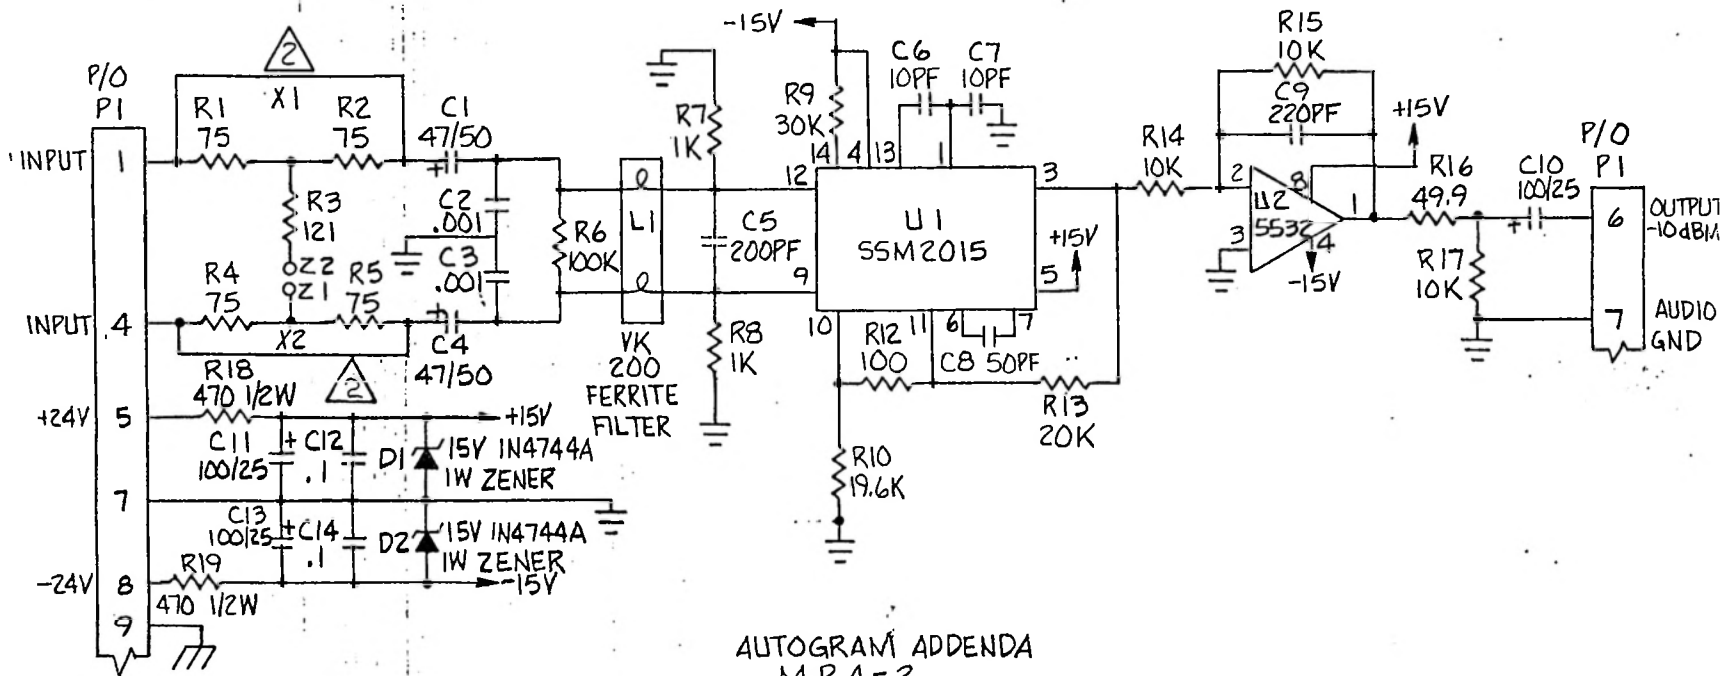 -15V
R15
10K
2
P/O
P1
X1
R1
75
R2
75
C1
47/50
+
C6
10PF
C7
10PF
R7
1K
R9
30K
14
4
13
1
C9
220PF
+15V
R14
10K
P/O
P1
INPUT
1
R3
121
C2
.001
R6
100K
L1
C5
200PF
12
U1
SSM2015
3
+15V
5
9
2
U2
5532
8
1
3
4
-15V
R16
49.9
C10
100/25
+
R17
10K
6
OUTPUT
-10dBM
7
AUDIO
GND
Z2
Z1
R4
75
R5
75
C3
.001
INPUT
4
X2
+
C4
47/50
2
VK
200
FERRITE
FILTER
R8
1K
10
R12
100
11
6
7
C8 50PF
R13
20K
R10
19.6K
R18
470 1/2W
+24V
5
+15V
C11
100/25
+
C12
.1
D1
15V IN4744A
1W ZENER
7
C13
100/25
+
C14
.1
D2
15V IN4744A
1W ZENER
-24V
8
R19
470 1/2W
-15V
9
AUTOGRAM ADDENDA